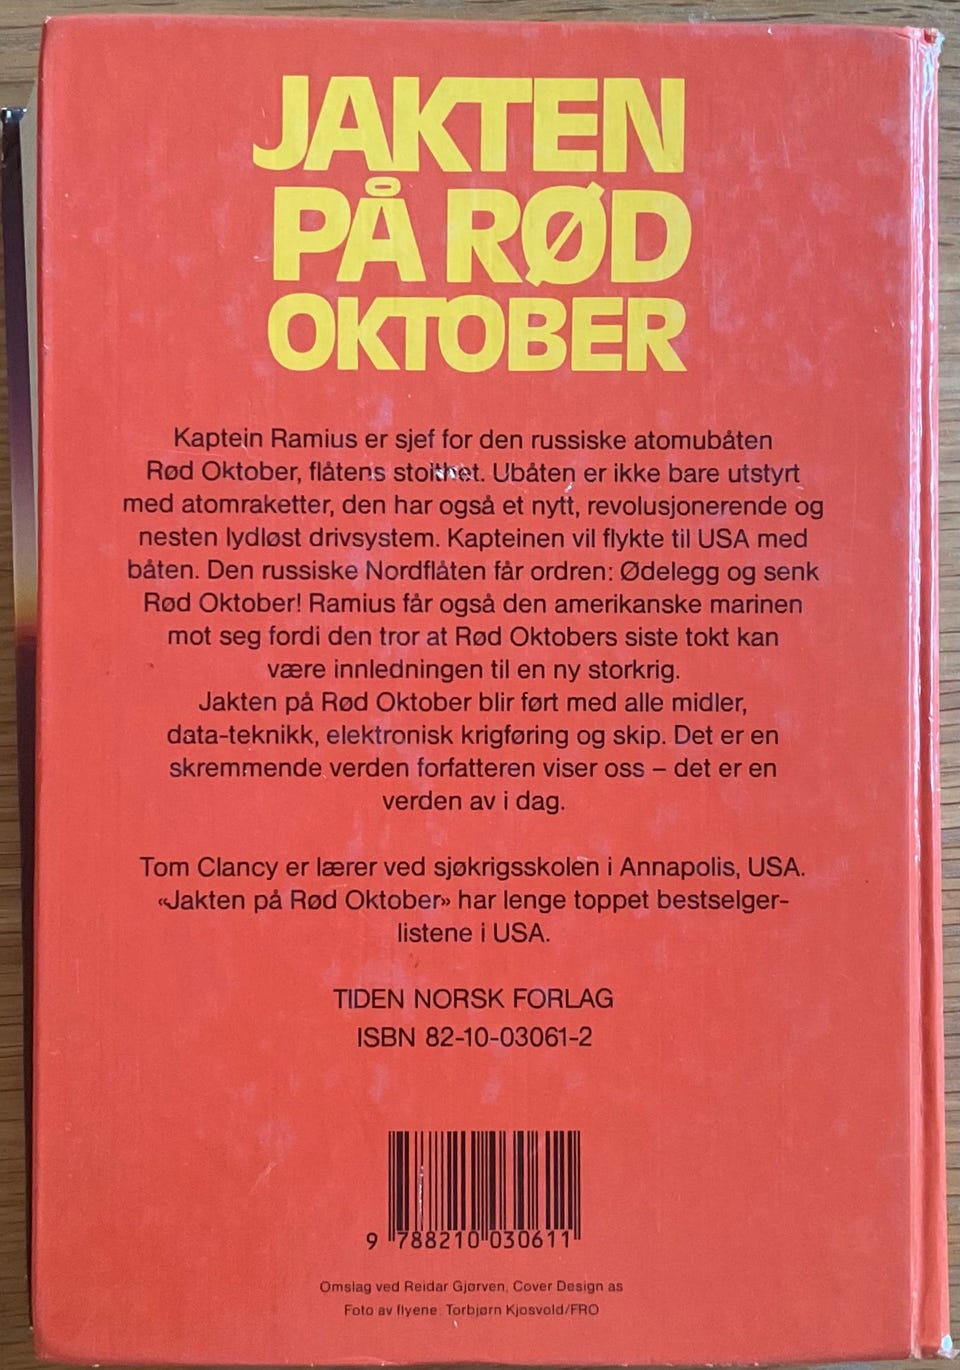 JAKTEN
PÅ RØD
OKTOBER
Kaptein Ramius er sjef for den russiske atomubåten
Rød Oktober, flåtens stolthet. Ubåten er ikke bare utstyrt
med atomraketter, den har også et nytt, revolusjonerende og
nesten lydløst drivsystem. Kapteinen vil flykte til USA med
båten. Den russiske Nordflåten får ordren: Ødelegg og senk
Rød Oktober! Ramius får også den amerikanske marinen
mot seg fordi den tror at Rød Oktobers siste tokt kan
være innledningen til en ny storkrig.
Jakten på Rød Oktober blir ført med alle midler,
data-teknikk, elektronisk krigføring og skip. Det er en
skremmende verden forfatteren viser oss – det er en
verden av i dag.
Tom Clancy er lærer ved sjøkrigsskolen i Annapolis, USA.
«Jakten på Rød Oktober» har lenge toppet bestselger-
listene i USA.
TIDEN NORSK FORLAG
ISBN 82-10-03061-2
9 788210 030611
Omslag ved Reidar Gjørven, Cover Design as
Foto av flyene: Torbjørn Kjosvold/FRO